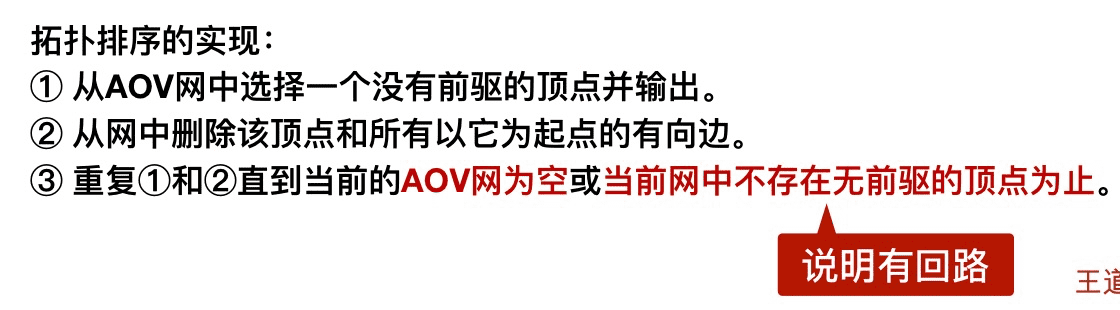 拓扑排序的实现：
① 从AOV网中选择一个没有前驱的顶点并输出。
② 从网中删除该顶点和所有以它为起点的有向边。
③ 重复①和②直到当前的AOV网为空或当前网中不存在无前驱的顶点为止。
说明有回路
王道